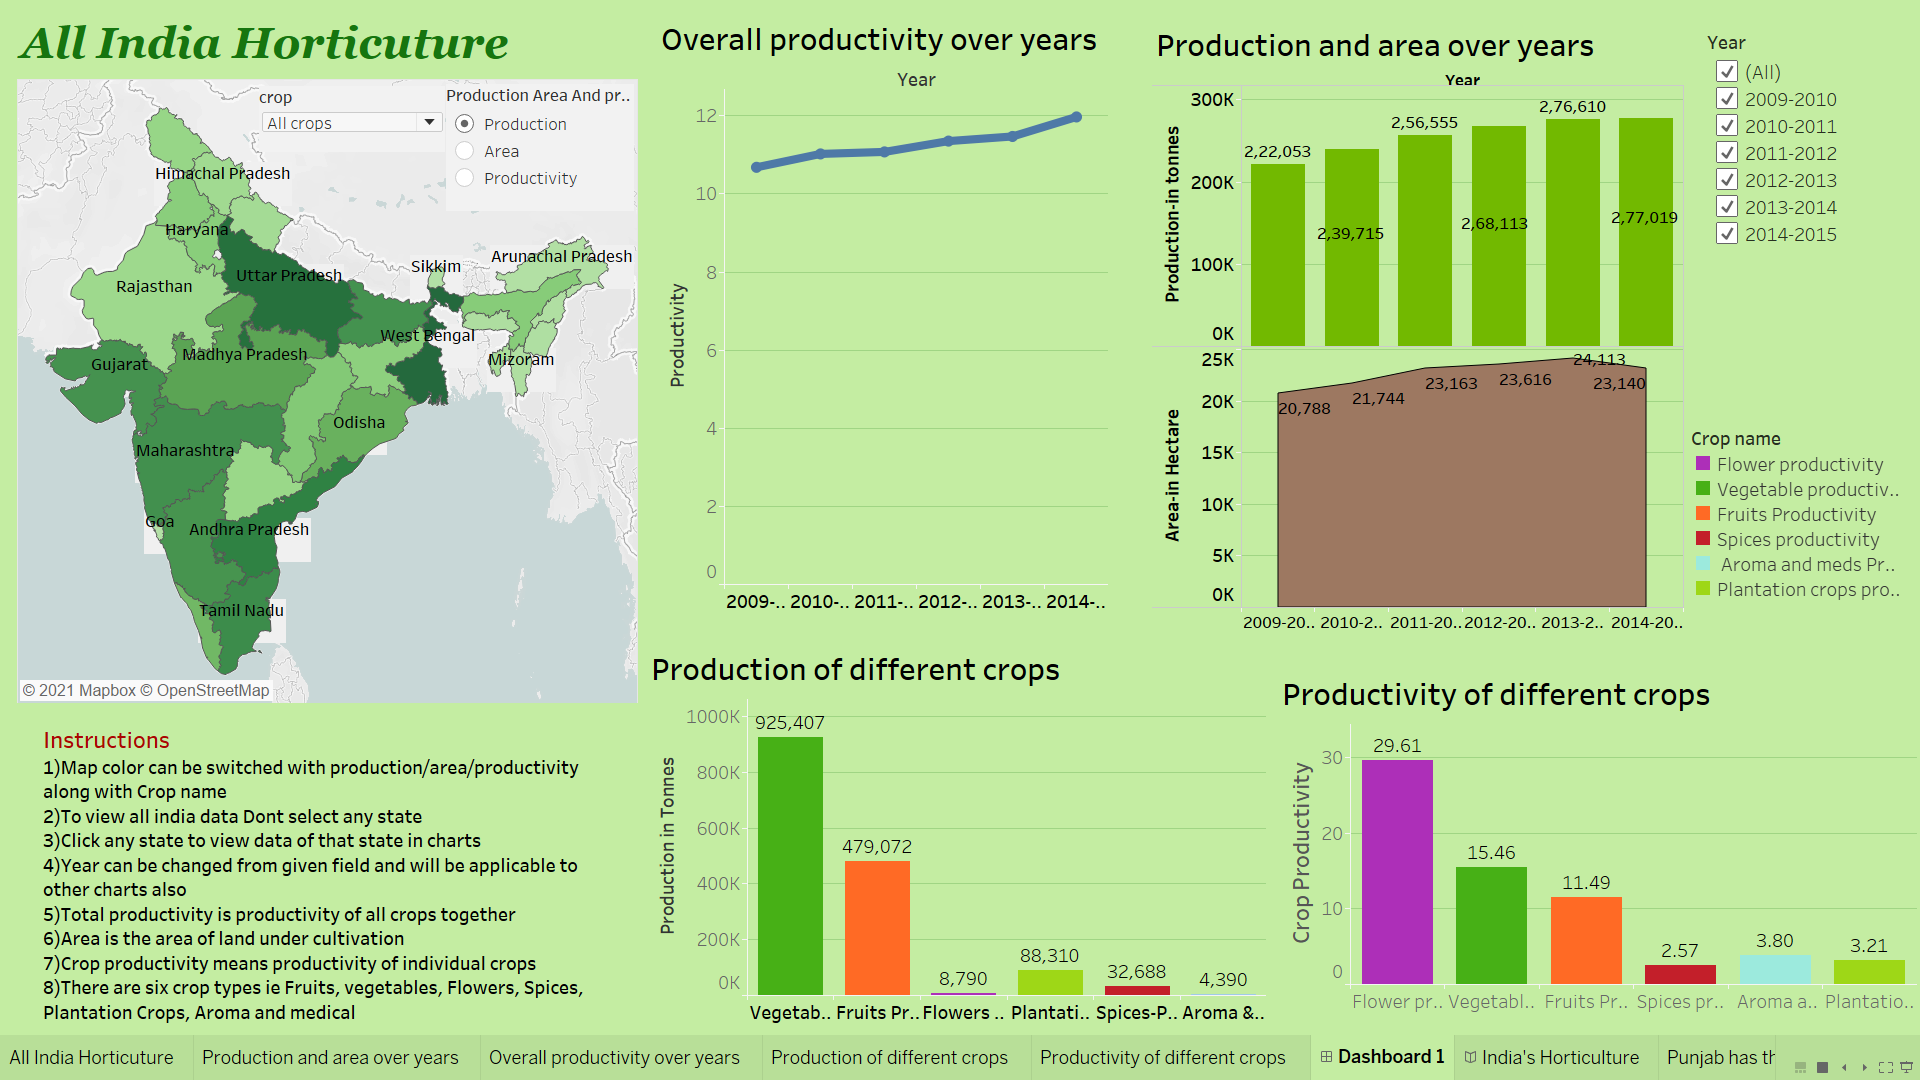 All India Horticuture
crop
All crops
Production Area And pr..
Production
Area
Productivity
Himachal Pradesh
Haryana
Uttar Pradesh
Rajasthan
Sikkim
Arunachal Pradesh
West Bengal
Madhya Pradesh
Gujarat
Mizoram
Odisha
Maharashtra
Goa
Andhra Pradesh
Tamil Nadu
© 2021 Mapbox © OpenStreetMap
Instructions
1)Map color can be switched with production/area/productivity
along with Crop name
2)To view all india data Dont select any state
3)Click any state to view data of that state in charts
4)Year can be changed from given field and will be applicable to
other charts also
5)Total productivity is productivity of all crops together
6)Area is the area of land under cultivation
7)Crop productivity means productivity of individual crops
8)There are six crop types ie Fruits, vegetables, Flowers, Spices,
Plantation Crops, Aroma and medical
Overall productivity over years
Year
Productivity
12
10
8
6
4
2
0
2009-.. 2010-.. 2011-.. 2012-.. 2013-.. 2014-..
Production and area over years
Year
Production-in tonnes
300K
200K
100K
0K
2,22,053
2,39,715
2,56,555
2,68,113
2,76,610
2,77,019
Area-in Hectare
25K
20K
15K
10K
5K
0K
20,788
21,744
23,163
23,616
24,113
23,140
2009-20.. 2010-2.. 2011-20.. 2012-20.. 2013-2.. 2014-20..
Year
(All)
2009-2010
2010-2011
2011-2012
2012-2013
2013-2014
2014-2015
Crop name
Flower productivity
Vegetable productiv..
Fruits Productivity
Spices productivity
Aroma and meds Pr..
Plantation crops pro..
Production of different crops
Production in Tonnes
1000K
800K
600K
400K
200K
0K
925,407
479,072
8,790
88,310
32,688
4,390
Vegetab.. Fruits Pr.. Flowers .. Plantati.. Spices-P.. Aroma &..
Productivity of different crops
Crop Productivity
30
20
10
0
29.61
15.46
11.49
2.57
3.80
3.21
Flower pr.. Vegetabl.. Fruits Pr.. Spices pr.. Aroma a.. Plantatio..
All India Horticuture
Production and area over years
Overall productivity over years
Production of different crops
Productivity of different crops
Dashboard 1
India's Horticulture
Punjab has th